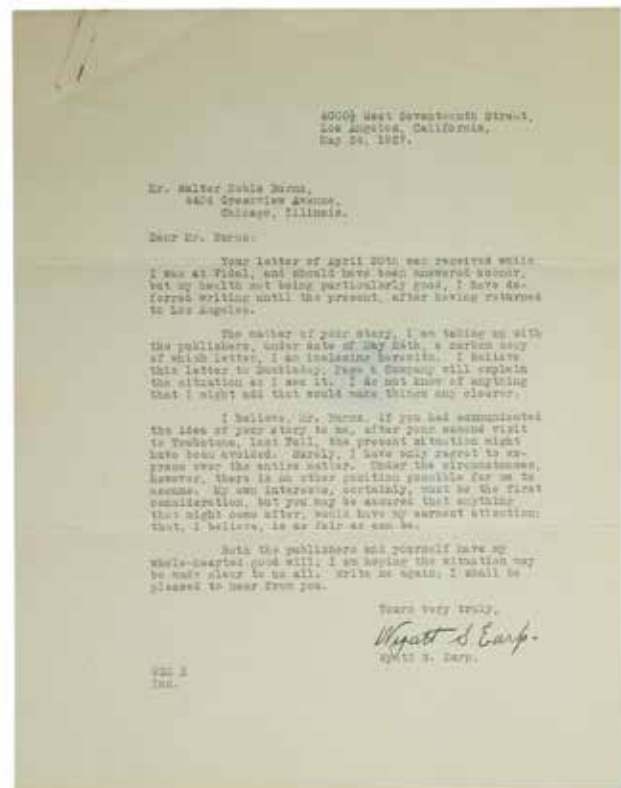 4000½ West Seventeenth Street,
Los Angeles, California,
May 24, 1927.
Mr. Walter Noble Burns,
6424 Greenview Avenue,
Chicago, Illinois.
Dear Mr. Burns:
Your letter of April 20th was received while
I was at Vidal, and should have been answered sooner,
but my health not being particularly good, I have de-
ferred writing until the present, after having returned
to Los Angeles.
The matter of your story, I am taking up with
the publishers, under date of May 24th, a carbon copy
of which letter, I am inclosing herewith. I believe
this letter to Doubleday, Page & Company will explain
the situation as I see it. I do not know of anything
that I might add that would make things any clearer.
I believe, Mr. Burns, if you had communicated
the idea of your story to me, after your second visit
to Tombstone, last Fall, the present situation might
have been avoided. Surely, I have only regret to ex-
press over the entire matter. Under the circumstances,
however, there is no other position possible for me to
assume. My own interests, certainly, must be the first
consideration, but you may be assured that anything
that might come after, would have my earnest attention;
that, I believe, is as fair as can be.
Both the publishers and yourself have my
whole-hearted good will; I am hoping the situation may
be made clear to us all. Write me again; I shall be
pleased to hear from you.
Yours very truly,
Wyatt S Earp.
Wyatt S. Earp.
Inc.